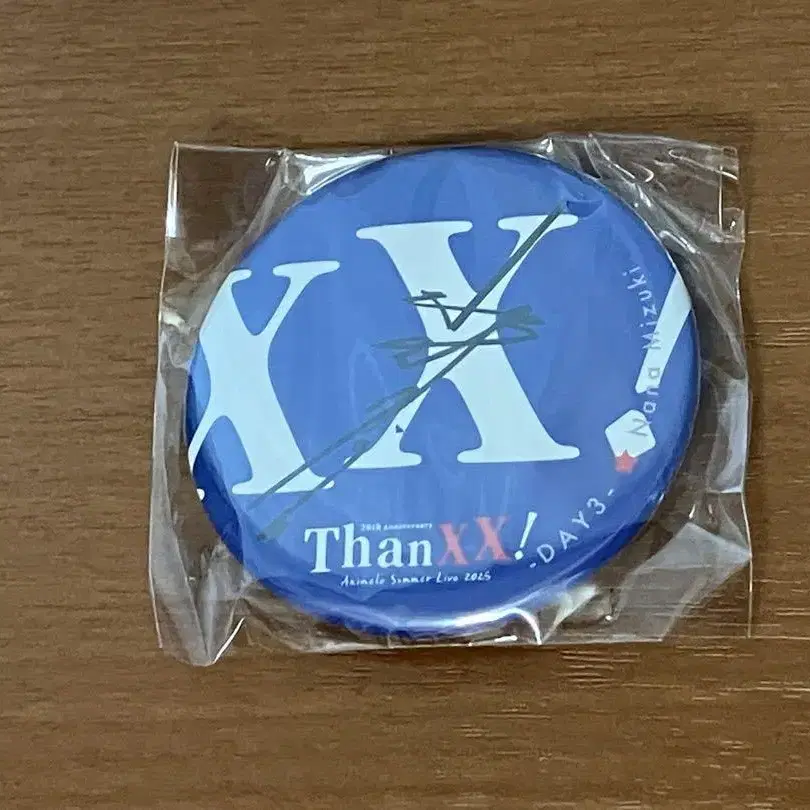 XX!
20th Anniversary
ThanXX!
Animelo Summer Live 2025
-DAY3-
Nana Mizuki